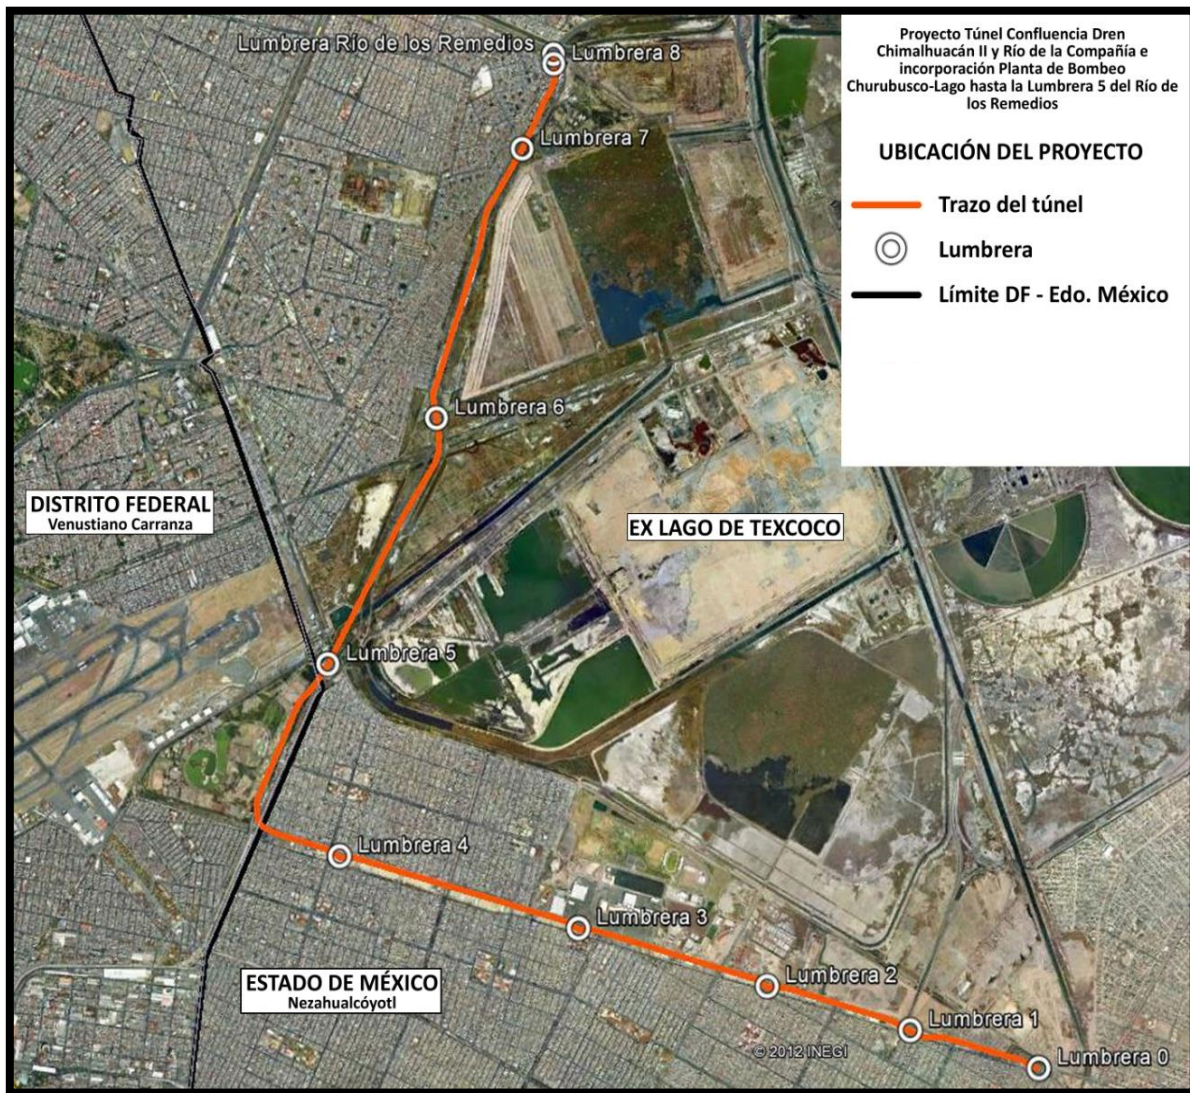 Proyecto Túnel Confluencia Dren
Chimalhuacán II y Río de la Compañía e
incorporación Planta de Bombeo
Churubusco-Lago hasta la Lumbrera 5 del Río de
los Remedios
UBICACIÓN DEL PROYECTO
Trazo del túnel
Lumbrera
Límite DF - Edo. México
Lumbrera Río de los Remedios
Lumbrera 8
Lumbrera 7
Lumbrera 6
DISTRITO FEDERAL
Venustiano Carranza
EX LAGO DE TEXCOCO
Lumbrera 5
Lumbrera 4
Lumbrera 3
ESTADO DE MÉXICO
Nezahualcóyotl
Lumbrera 2
Lumbrera 1
© 2012 INEGI
Lumbrera 0